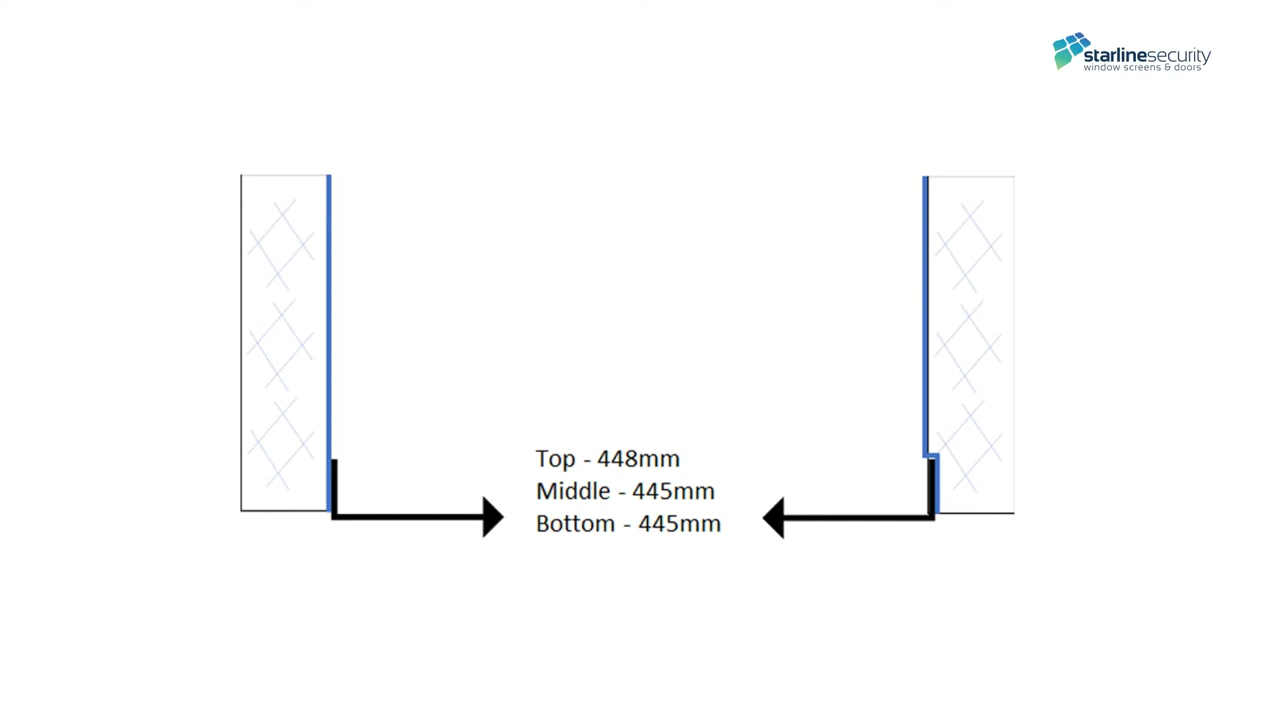 starlinesecurity
window screens & doors
Top - 448mm
Middle - 445mm
Bottom - 445mm